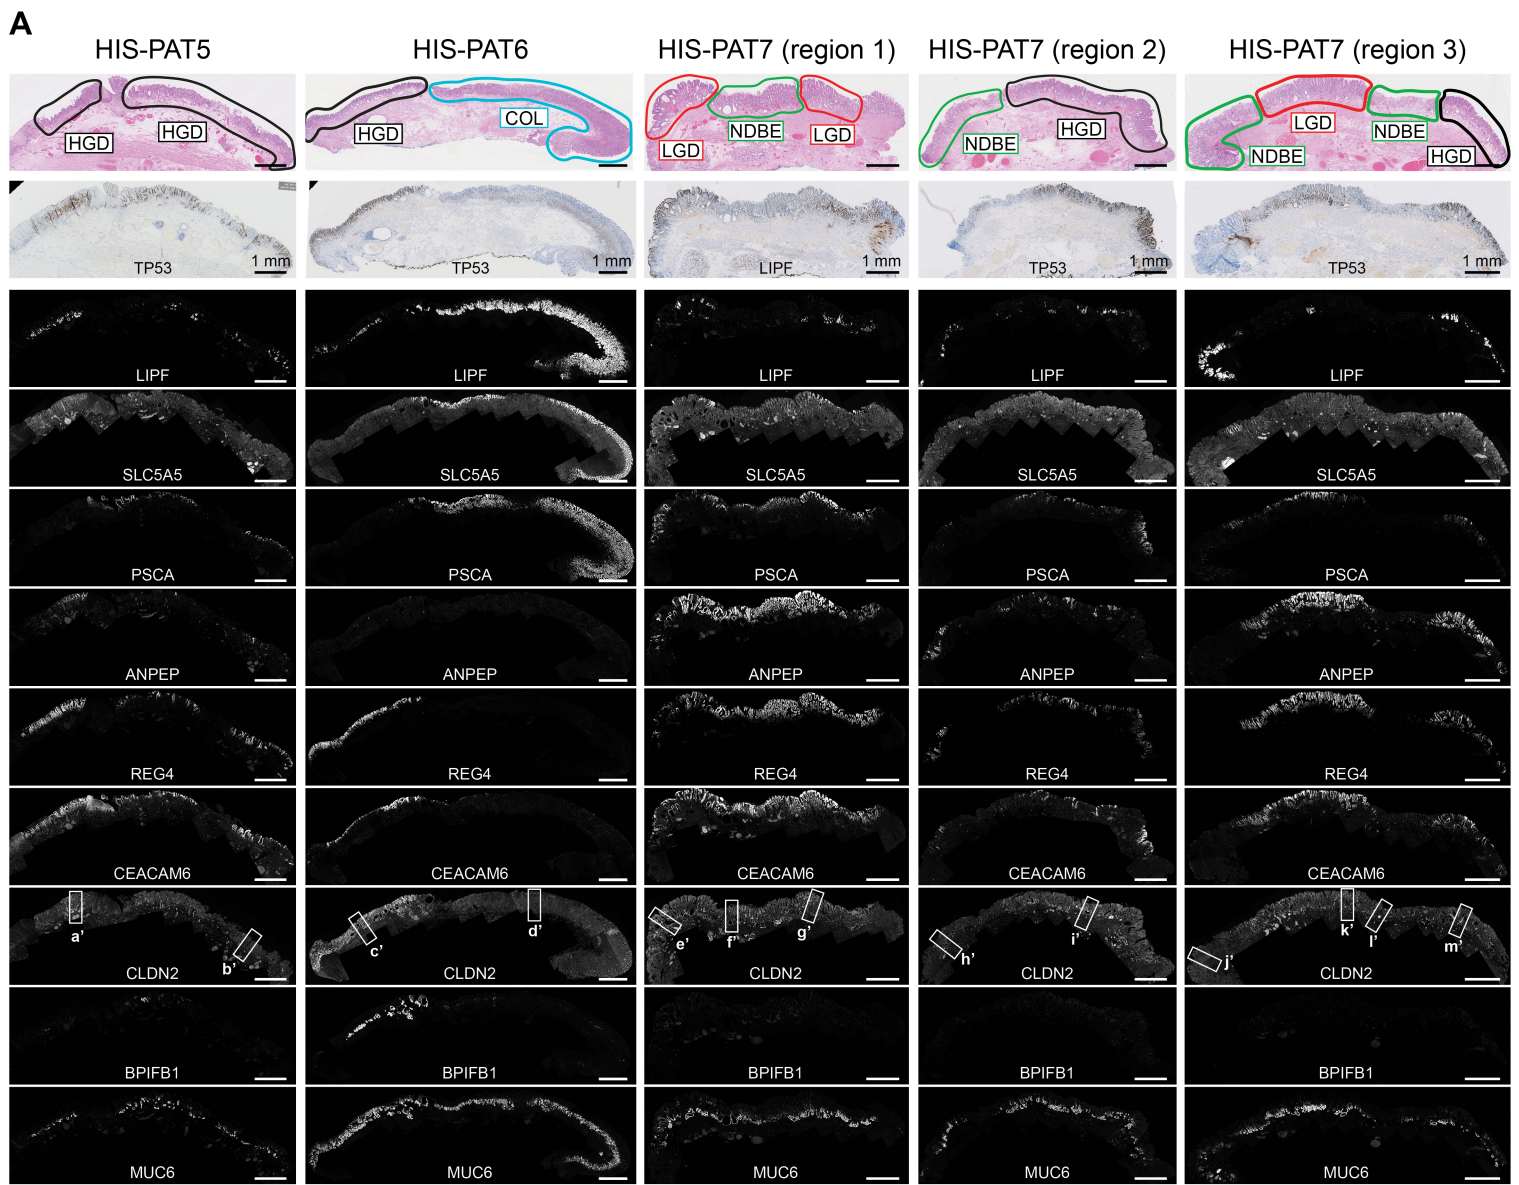 A
HIS-PAT5 HIS-PAT6 HIS-PAT7 (region 1) HIS-PAT7 (region 2) HIS-PAT7 (region 3)
HGD HGD HGD COL LGD NDBE LGD NDBE HGD NDBE LGD NDBE HGD
TP53 1 mm TP53 1 mm LIPF 1 mm TP53 1 mm TP53 1 mm
LIPF LIPF LIPF LIPF LIPF
SLC5A5 SLC5A5 SLC5A5 SLC5A5 SLC5A5
PSCA PSCA PSCA PSCA PSCA
ANPEP ANPEP ANPEP ANPEP ANPEP
REG4 REG4 REG4 REG4 REG4
CEACAM6 CEACAM6 CEACAM6 CEACAM6 CEACAM6
a’ b’ c’ d’ e’ f’ g’ h’ i’ j’ k’ l’ m’
CLDN2 CLDN2 CLDN2 CLDN2 CLDN2
BPIFB1 BPIFB1 BPIFB1 BPIFB1 BPIFB1
MUC6 MUC6 MUC6 MUC6 MUC6